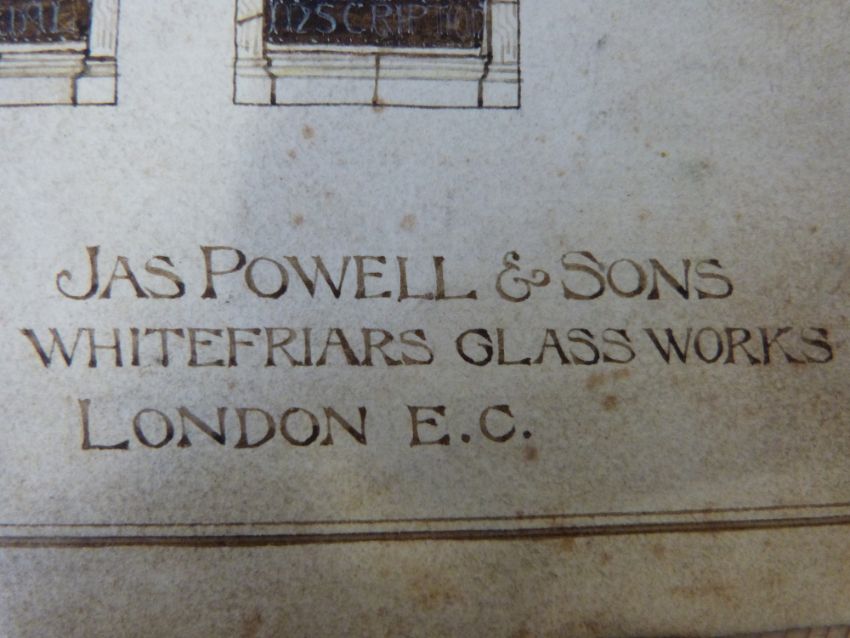 INSCRIPTION
JAS POWELL & SONS
WHITEFRIARS GLASS WORKS
LONDON E.C.